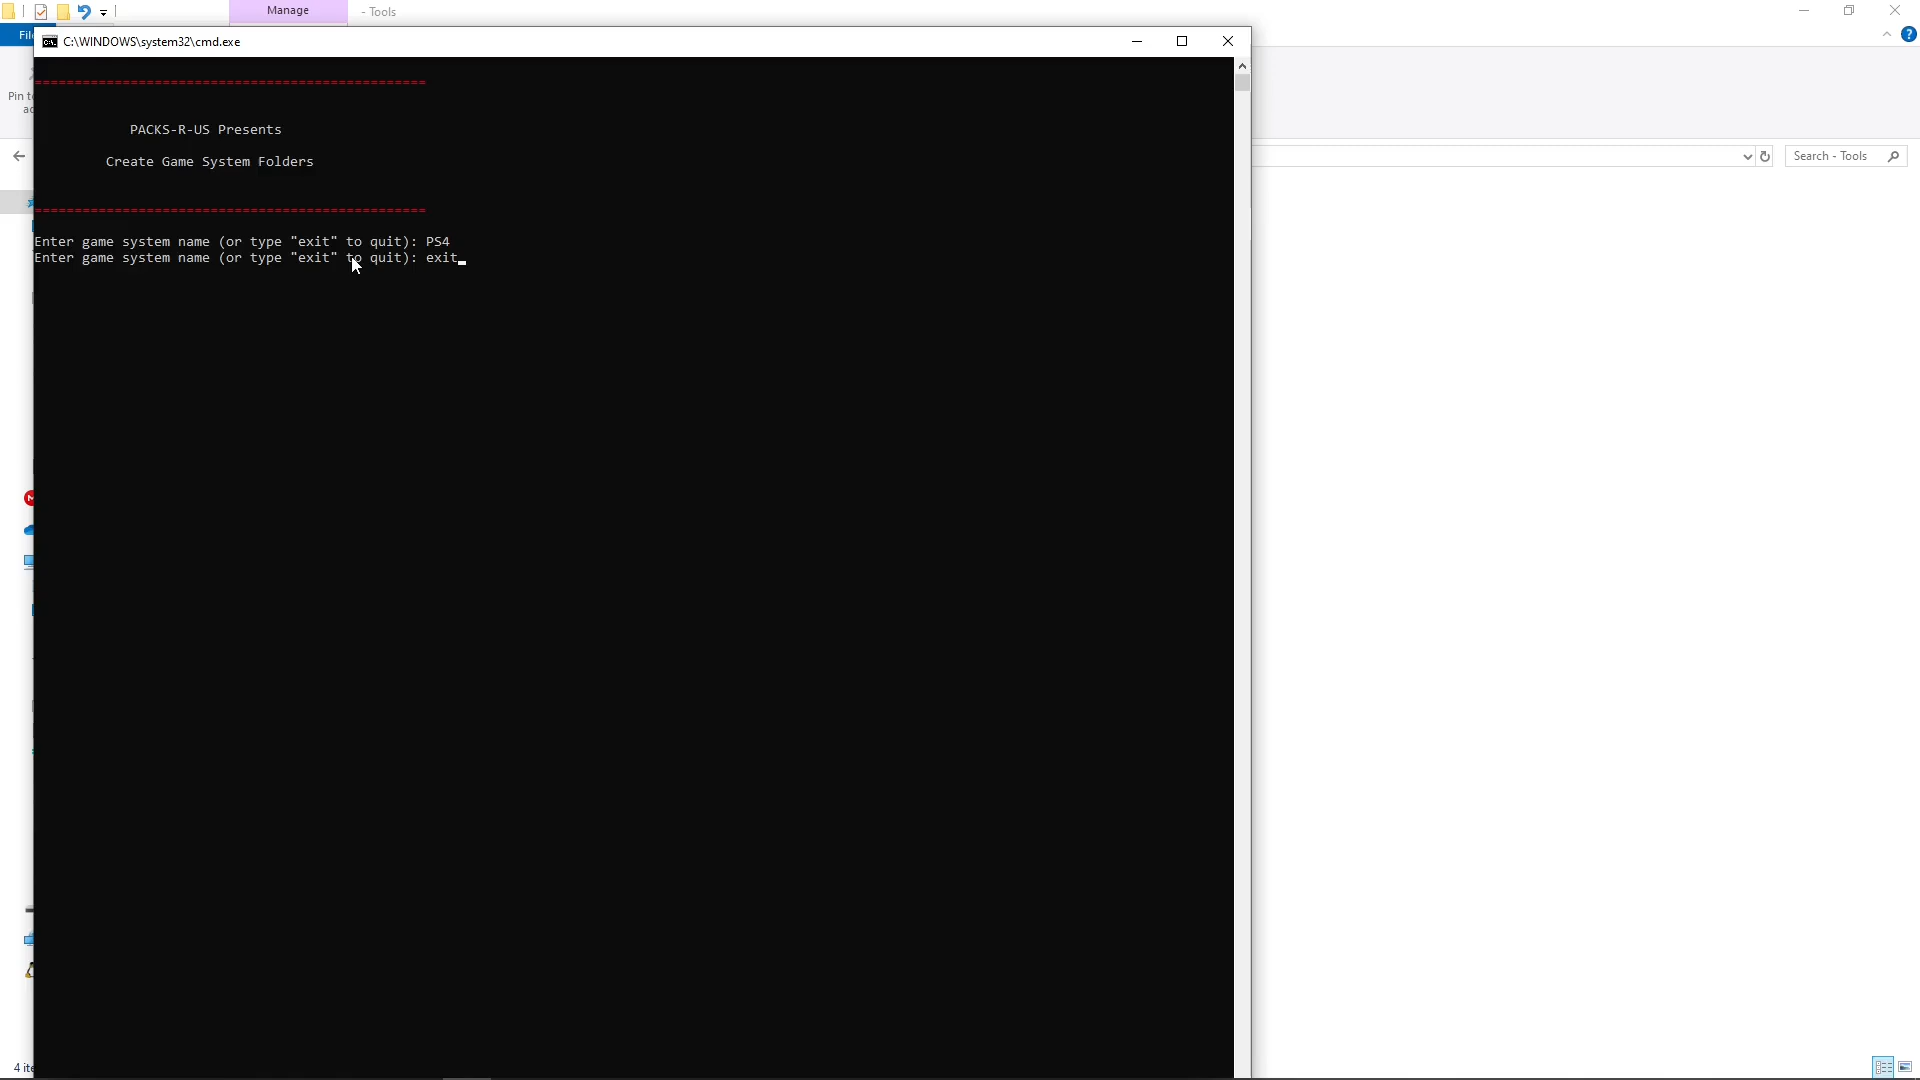 Manage
- Tools
C:\WINDOWS\system32\cmd.exe
===============================================
PACKS-R-US Presents
Create Game System Folders
===============================================
Enter game system name (or type "exit" to quit): PS4
Enter game system name (or type "exit" to quit): exit
Search - Tools